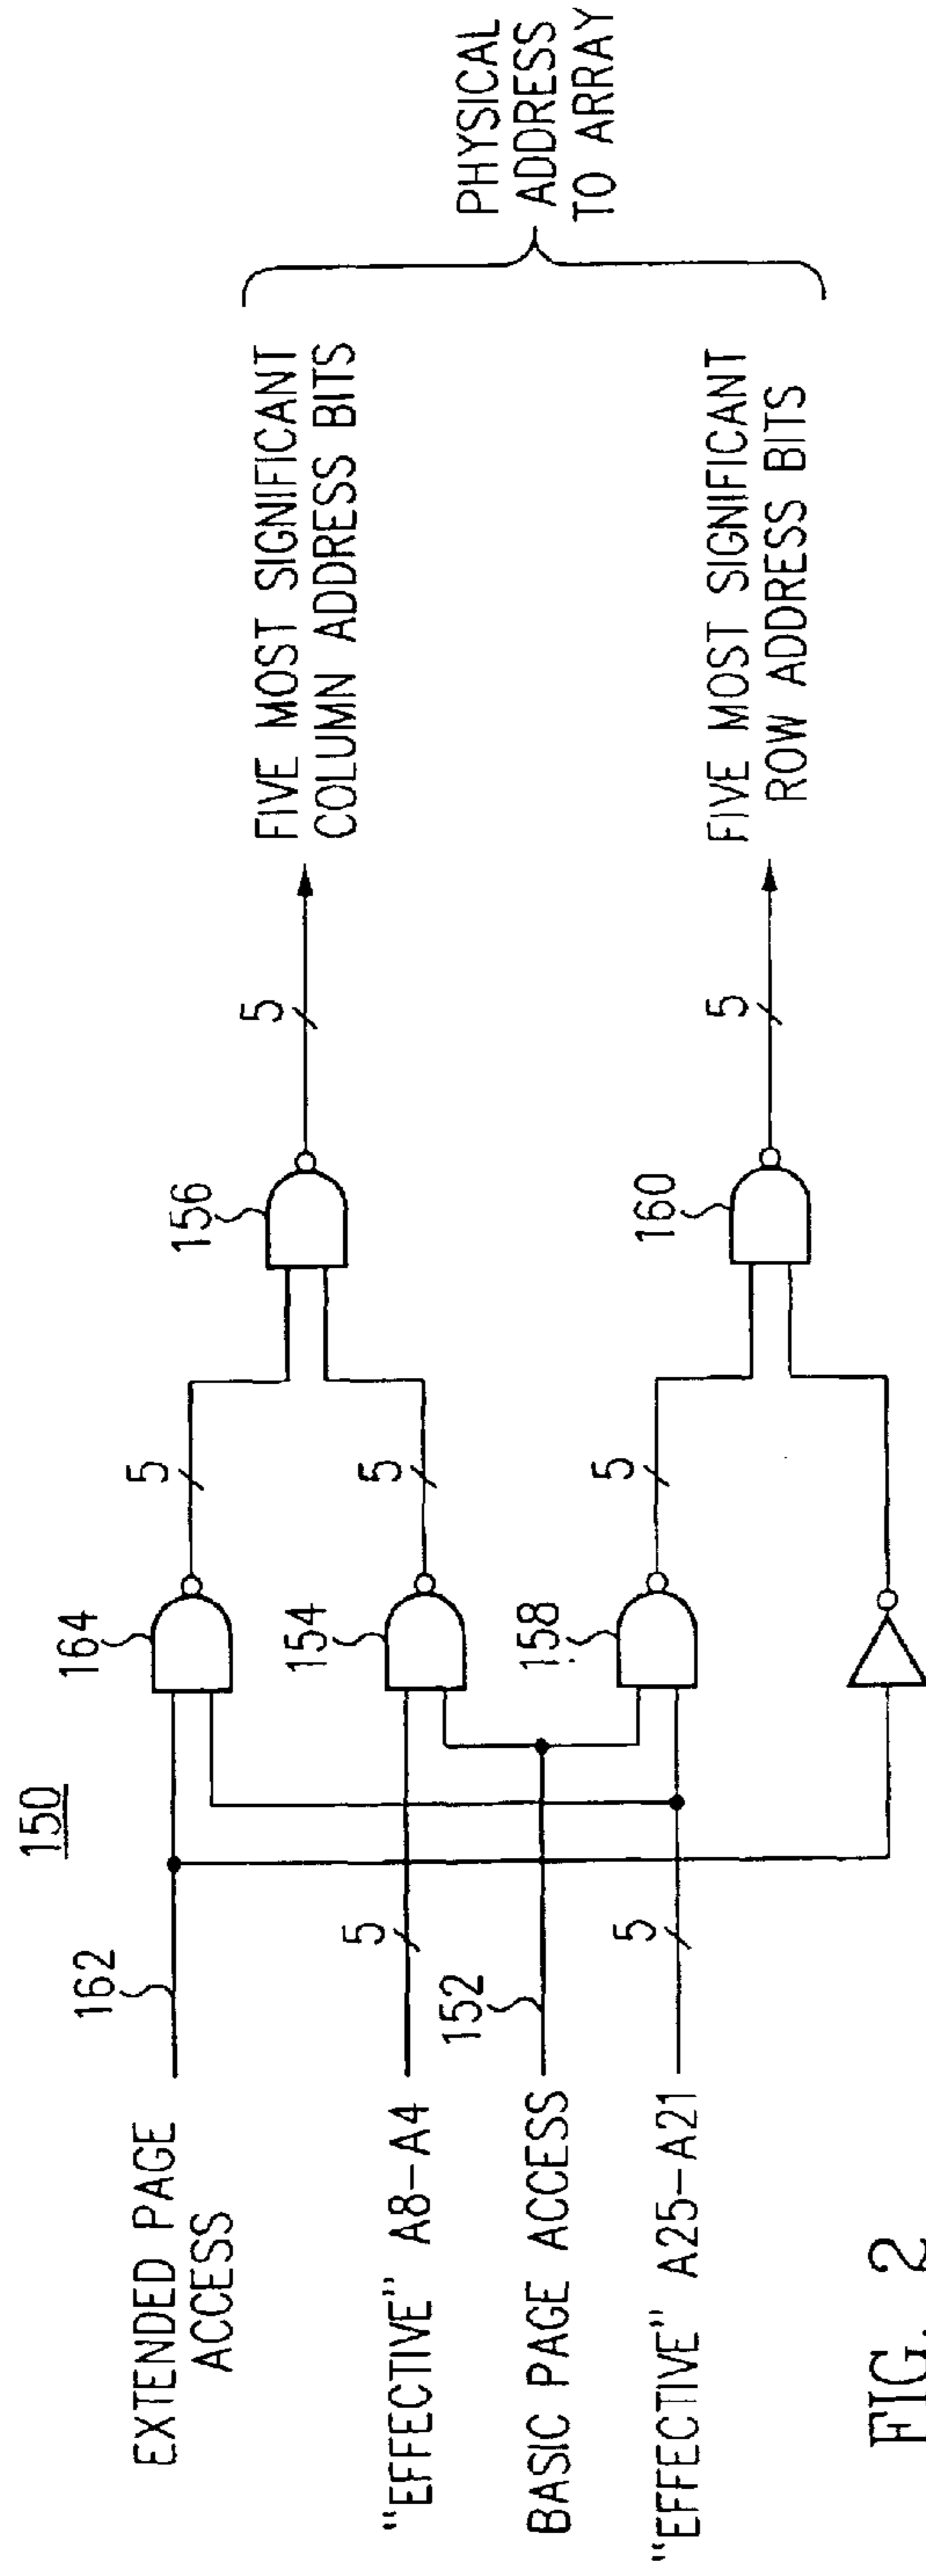 150
EXTENDED PAGE
ACCESS
162
164
5
"EFFECTIVE" A8-A4
5
154
5
156
5
FIVE MOST SIGNIFICANT
COLUMN ADDRESS BITS
BASIC PAGE ACCESS
152
"EFFECTIVE" A25-A21
5
158
5
160
5
FIVE MOST SIGNIFICANT
ROW ADDRESS BITS
PHYSICAL
ADDRESS
TO ARRAY
FIG. 2